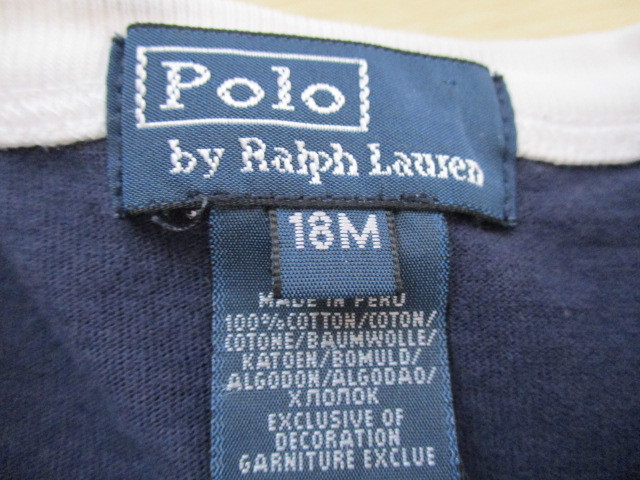 Polo
by Ralph Lauren
18M
MADE IN PERU
100%COTTON/COTON/
COTONE/BAUMWOLLE/
KATOEN/BOMULD/
ALGODON/ALGODAO/
ХЛОПОК
EXCLUSIVE OF
DECORATION
GARNITURE EXCLUE